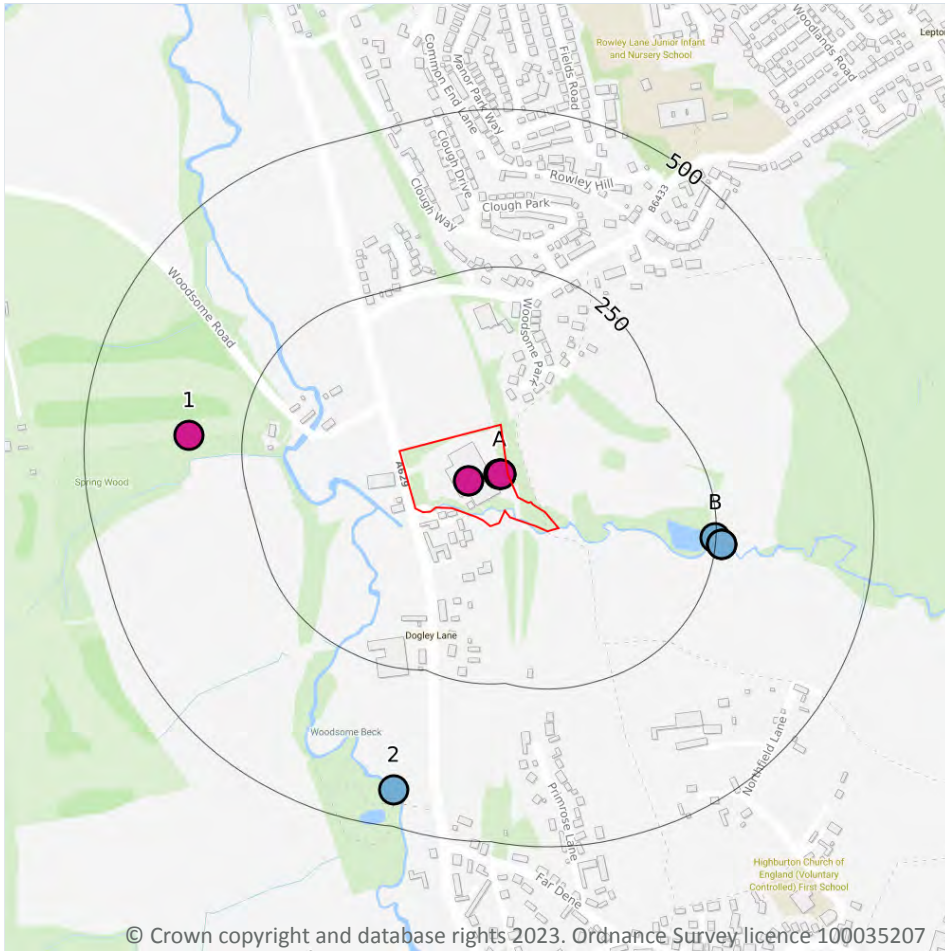 Rowley Lane Junior Infant
and Nursery School
Woodlands Road
Lepton
Fields Road
Manor Park Way
Common End Lane
Clough Drive
500
Rowley Hill
B6433
Clough Park
Clough Way
Woodsome Road
250
Woodsome Park
1
A
A629
Spring Wood
B
Dogley Lane
Woodsome Beck
2
Northfield Lane
Primrose Lane
Far Dene
Highburton Church of
England (Voluntary
Controlled) First School
© Crown copyright and database rights 2023. Ordnance Survey licence 100035207